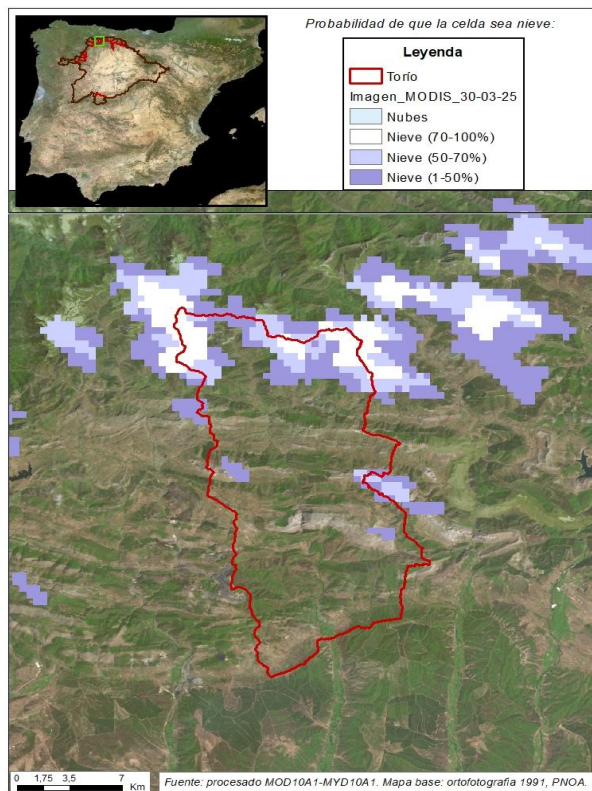 Probabilidad de que la celda sea nieve:
Leyenda
Torío
Imagen_MODIS_30-03-25
Nubes
Nieve (70-100%)
Nieve (50-70%)
Nieve (1-50%)
0 1,75 3,5 7
Km
Fuente: procesado MOD10A1-MYD10A1. Mapa base: ortofotografía 1991, PNOA.